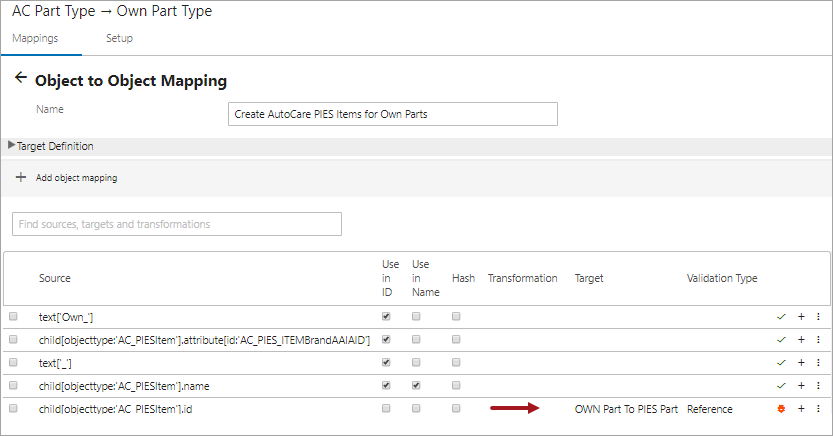 AC Part Type → Own Part Type
Mappings Setup
Object to Object Mapping
Name Create AutoCare PIES Items for Own Parts
Target Definition
+ Add object mapping
Find sources, targets and transformations
Source Use in ID Use in Name Hash Transformation Target Validation Type
text['Own_']
child[objecttype:'AC_PIESItem'].attribute[id:'AC_PIES_ITEMBrandAAIAID']
text['_']
child[objecttype:'AC_PIESItem'].name
child[objecttype:'AC_PIESItem'].id OWN Part To PIES Part Reference